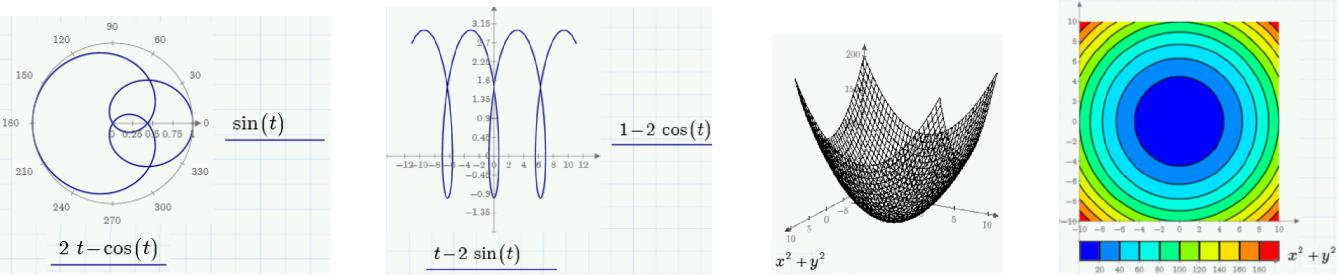 90
120 60
150 30
180 0 0.25 0.5 0.75 1 0
210 330
240 300
270
sin(t)
2 t−cos(t)
3.15
2.7
2.25
1.8
1.35
0.9
0.45
−12 −10 −8 −6 −4 −2 0 2 4 6 8 10 12
−0.45
−0.9
−1.35
1−2 cos(t)
t−2 sin(t)
200
10 5 0 −5
5 10
x² + y²
10
8
6
4
2
0
−2
−4
−6
−8
−10
−10 −8 −6 −4 −2 0 2 4 6 8 10
20 40 60 80 100 120 140 160 180
x² + y²